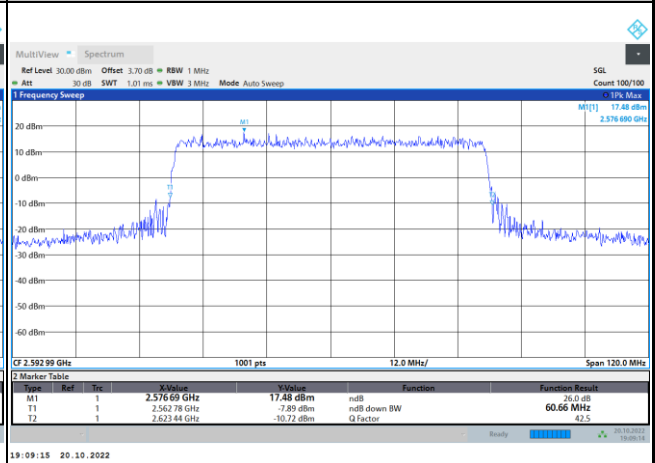 MultiView Spectrum
Ref Level 30.00 dBm Offset 3.70 dB RBW 1 MHz SGL
Att 30 dB SWT 1.01 ms VBW 3 MHz Mode Auto Sweep Count 100/100
1 Frequency Sweep 1Pk Max
M1[1] 17.48 dBm
2.576 690 GHz
M1
20 dBm
10 dBm
0 dBm
T1
-10 dBm
-20 dBm
-30 dBm
-40 dBm
-50 dBm
-60 dBm
CF 2.592 99 GHz 1001 pts 12.0 MHz/ Span 120.0 MHz
2 Marker Table
Type Ref Trc X-Value Y-Value Function Function Result
M1 1 2.576 69 GHz 17.48 dBm ndB 26.0 dB
T1 1 2.562 78 GHz -7.89 dBm ndB down BW 60.66 MHz
T2 1 2.623 44 GHz -10.72 dBm Q Factor 42.5
Ready 20.10.2022
19:09:14
19:09:15 20.10.2022